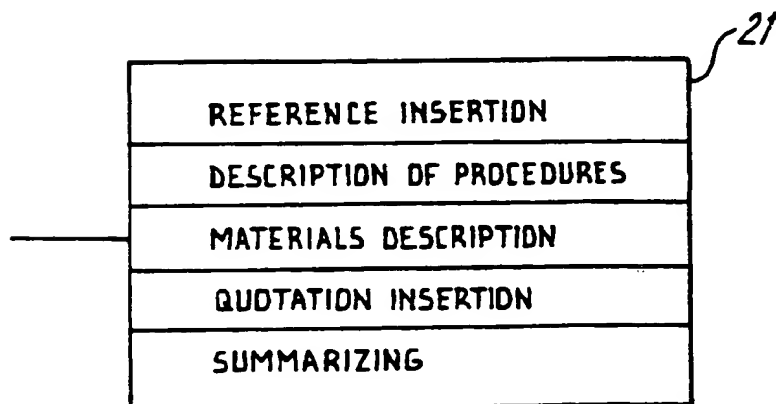 21
REFERENCE INSERTION
DESCRIPTION OF PROCEDURES
MATERIALS DESCRIPTION
QUOTATION INSERTION
SUMMARIZING